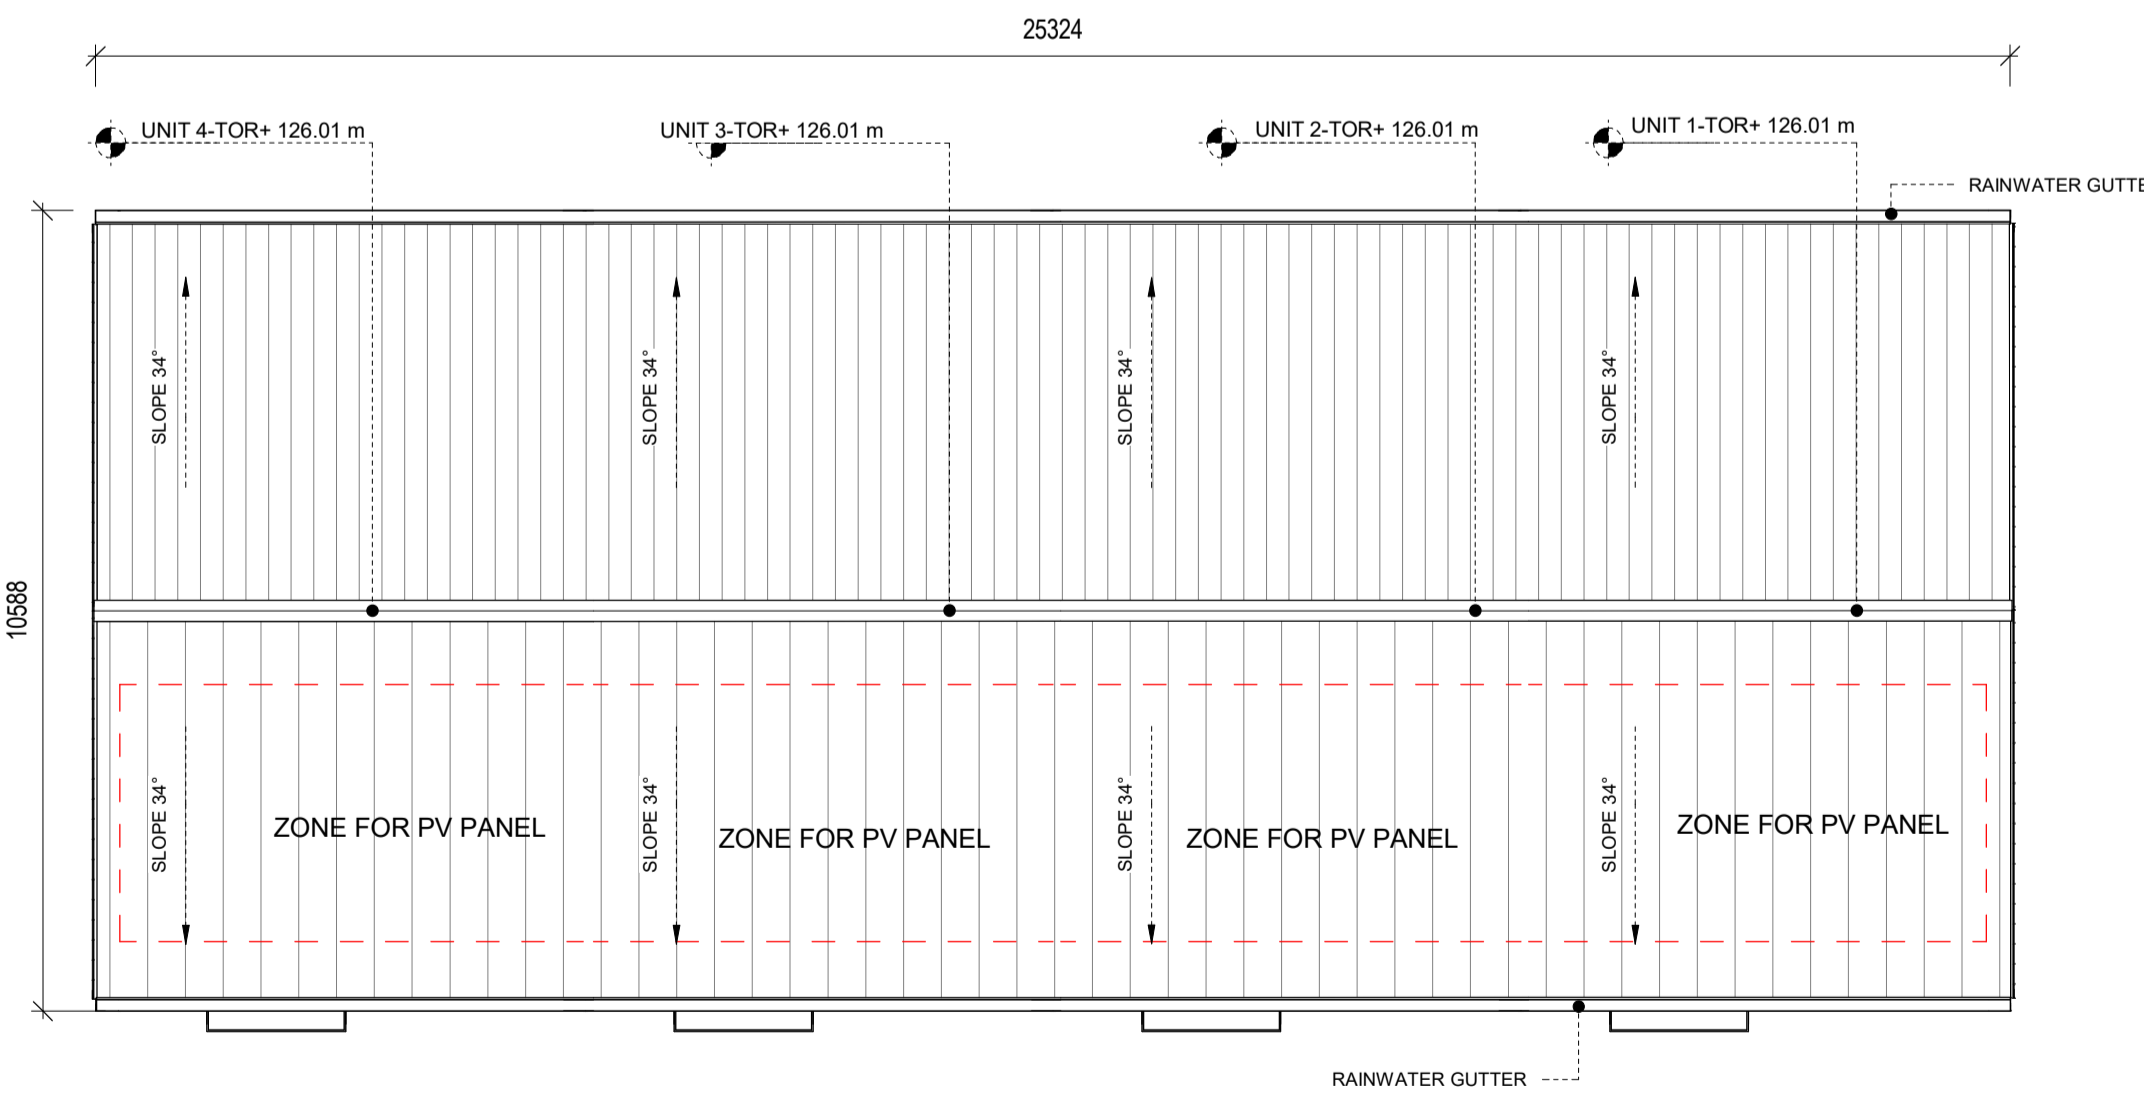 25324
UNIT 4-TOR+ 126.01 m
UNIT 3-TOR+ 126.01 m
UNIT 2-TOR+ 126.01 m
UNIT 1-TOR+ 126.01 m
RAINWATER GUTTE
SLOPE 34°
SLOPE 34°
SLOPE 34°
SLOPE 34°
10588
SLOPE 34°
ZONE FOR PV PANEL
SLOPE 34°
ZONE FOR PV PANEL
SLOPE 34°
ZONE FOR PV PANEL
SLOPE 34°
ZONE FOR PV PANEL
RAINWATER GUTTER